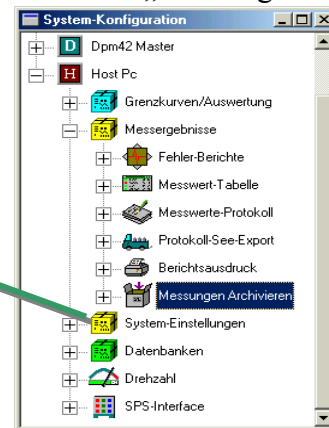 System-Konfiguration
D Dpm42 Master
H Host Pc
Grenzkurven/Auswertung
Messergebnisse
Fehler-Berichte
Messwert-Tabelle
Messwerte-Protokoll
Protokoll-See-Export
Berichtsausdruck
Messungen Archivieren
System-Einstellungen
Datenbanken
Drehzahl
SPS-Interface